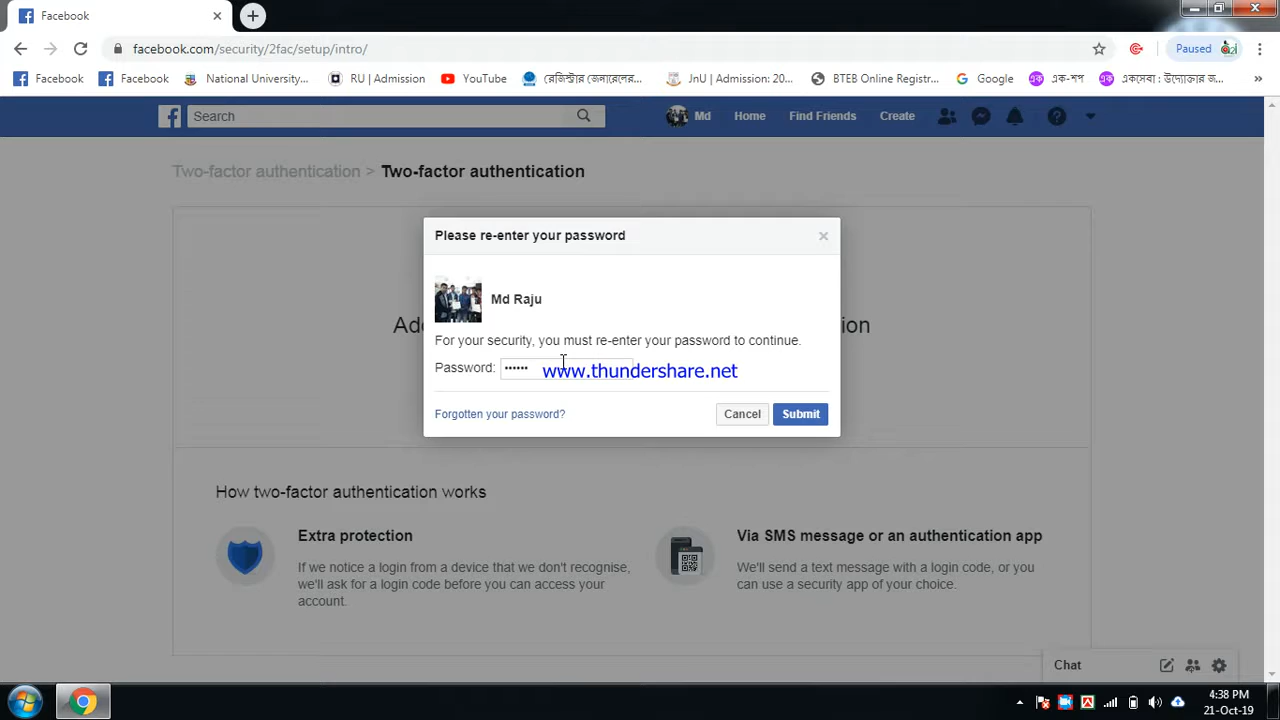 Facebook
facebook.com/security/2fac/setup/intro/
Paused
Facebook
Facebook
National University...
RU | Admission
YouTube
রেজিস্টার জেনারেলের...
JnU | Admission: 20...
BTEB Online Registr...
Google
এক-শপ
একসেবা : উদ্যোক্তার জ...
»
Search
Md
Home
Find Friends
Create
Two-factor authentication > Two-factor authentication
Please re-enter your password
Md Raju
Ad
ion
For your security, you must re-enter your password to continue.
Password: ••••••
www.thundershare.net
Forgotten your password?
Cancel
Submit
How two-factor authentication works
Extra protection
If we notice a login from a device that we don't recognise,
we'll ask for a login code before you can access your
account.
Via SMS message or an authentication app
We'll send a text message with a login code, or you
can use a security app of your choice.
Chat
4:38 PM
21-Oct-19